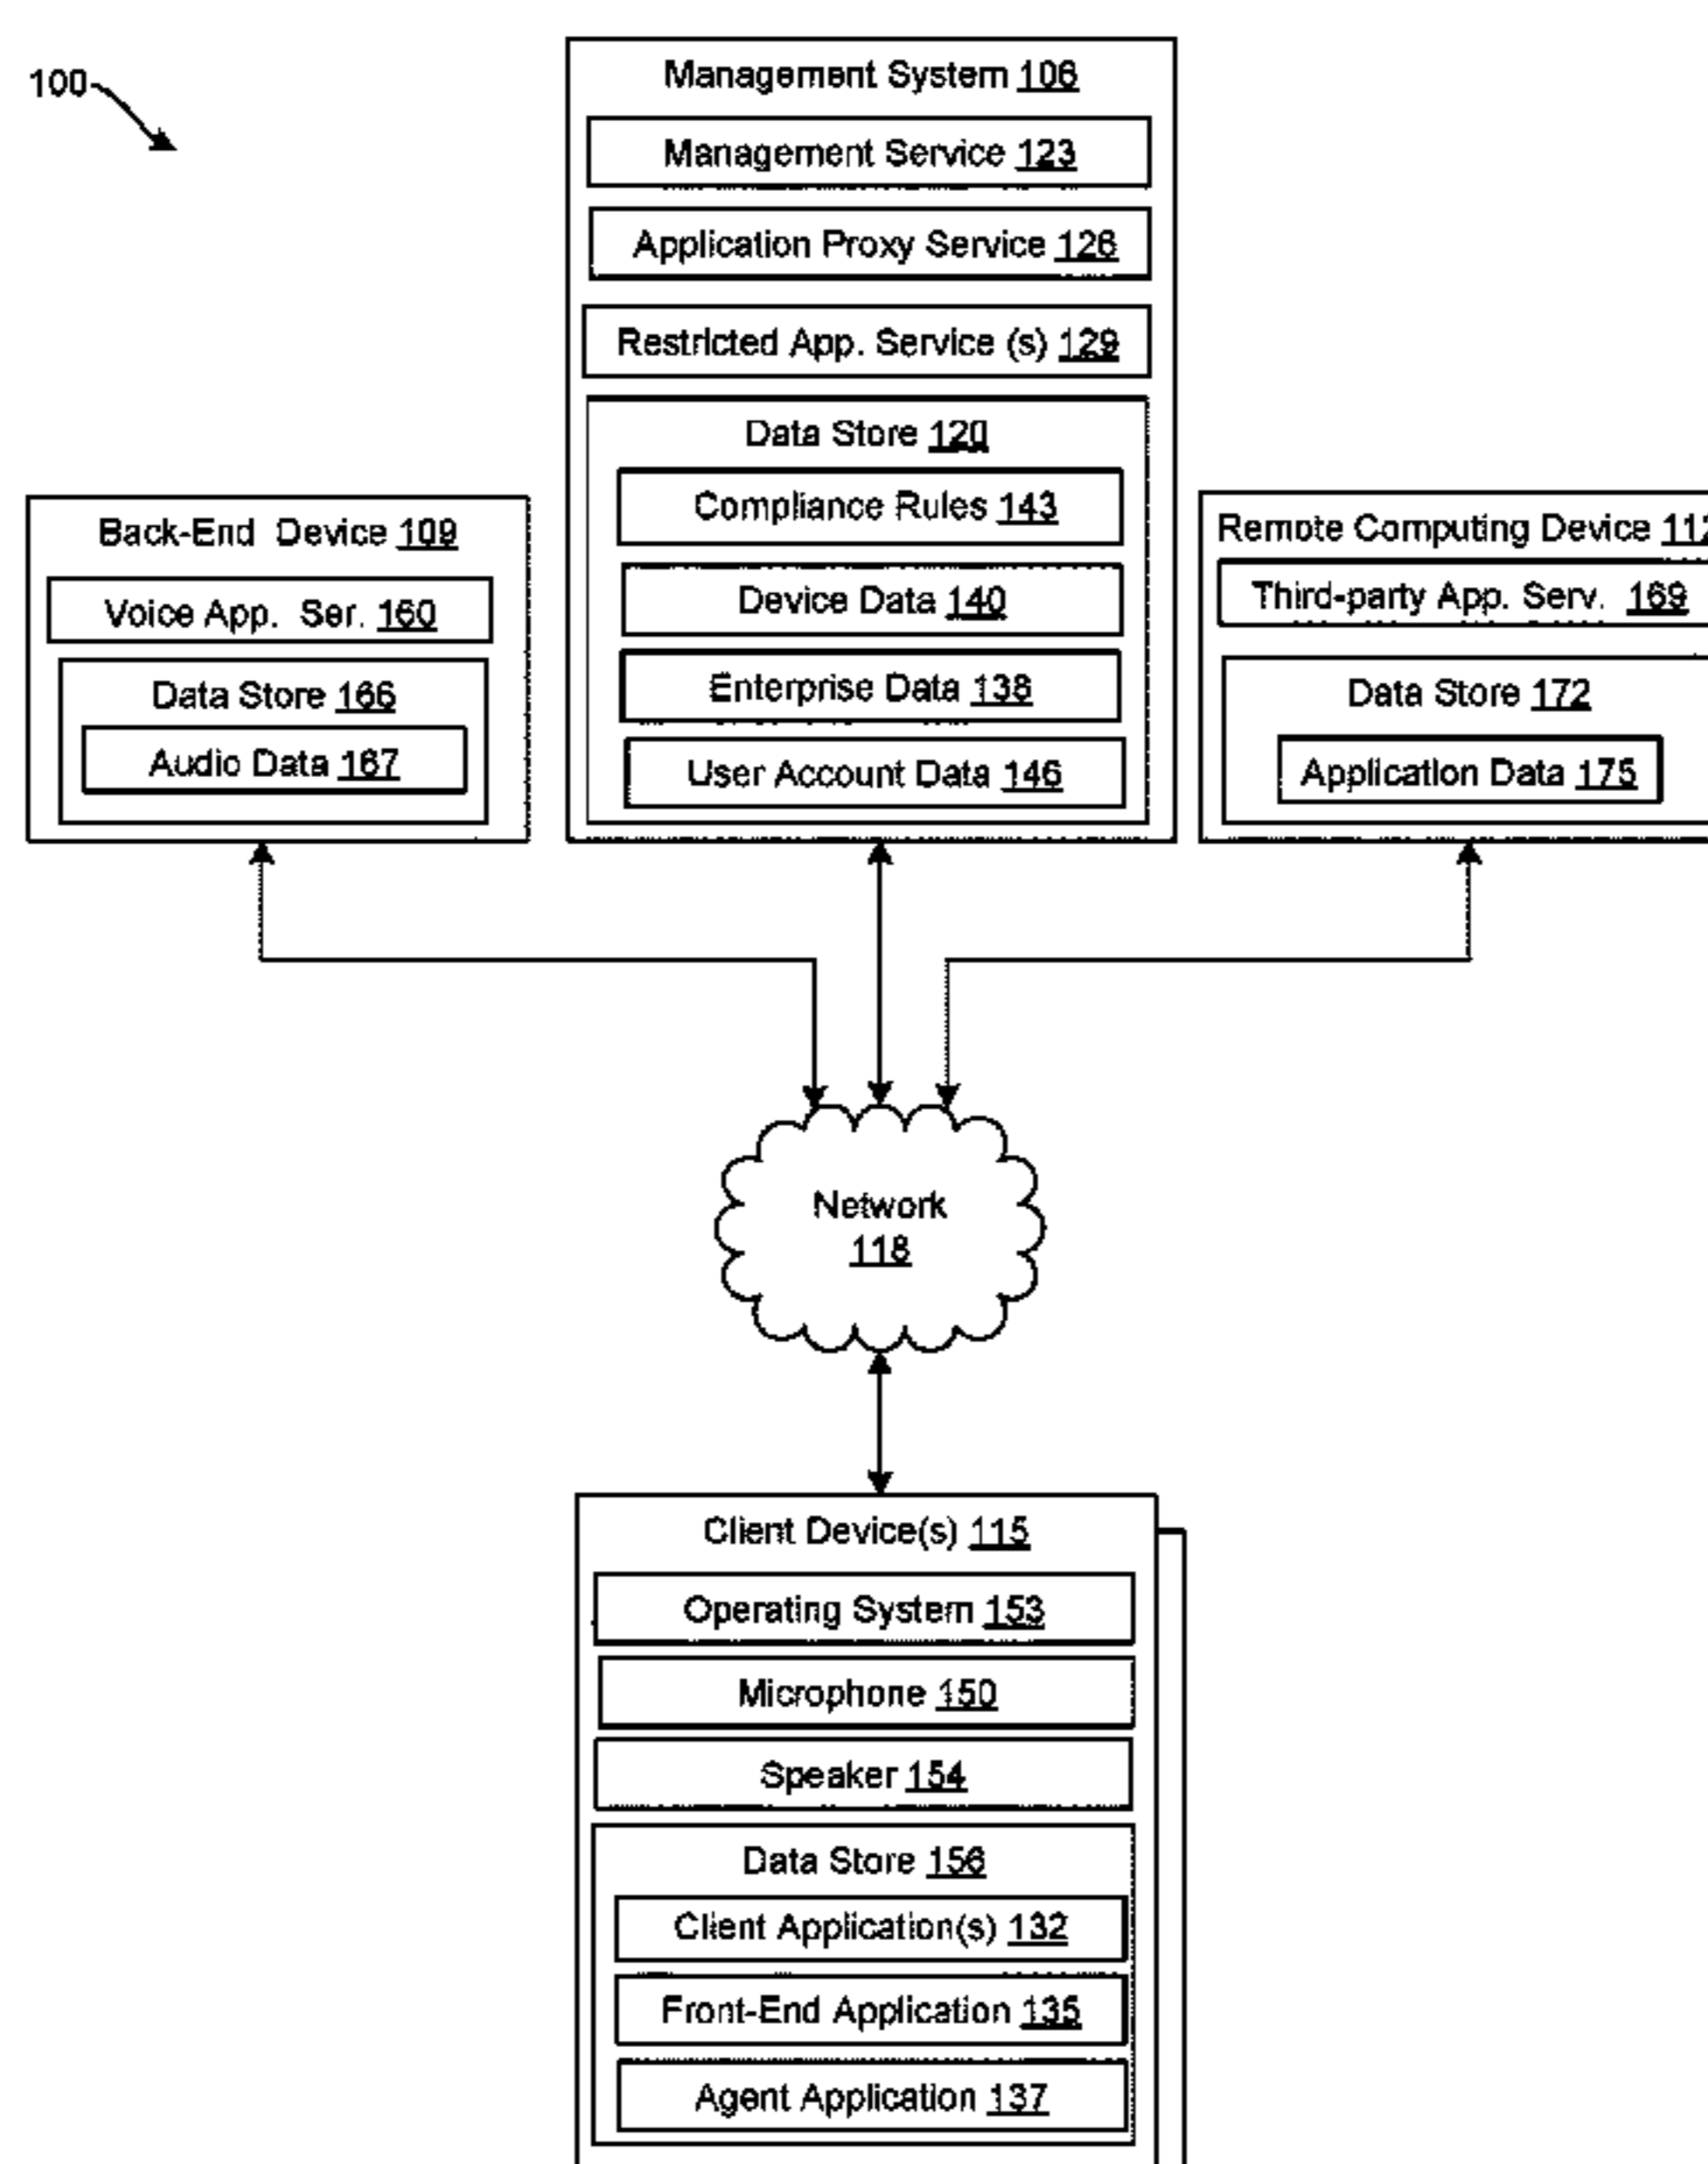 100
Management System 106
Management Service 123
Application Proxy Service 126
Restricted App. Service (s) 129
Data Store 120
Compliance Rules 143
Device Data 140
Enterprise Data 138
User Account Data 146
Back-End Device 109
Voice App. Ser. 160
Data Store 166
Audio Data 167
Remote Computing Device 112
Third-party App. Serv. 169
Data Store 172
Application Data 175
Network
118
Client Device(s) 115
Operating System 153
Microphone 150
Speaker 154
Data Store 156
Client Application(s) 132
Front-End Application 135
Agent Application 137